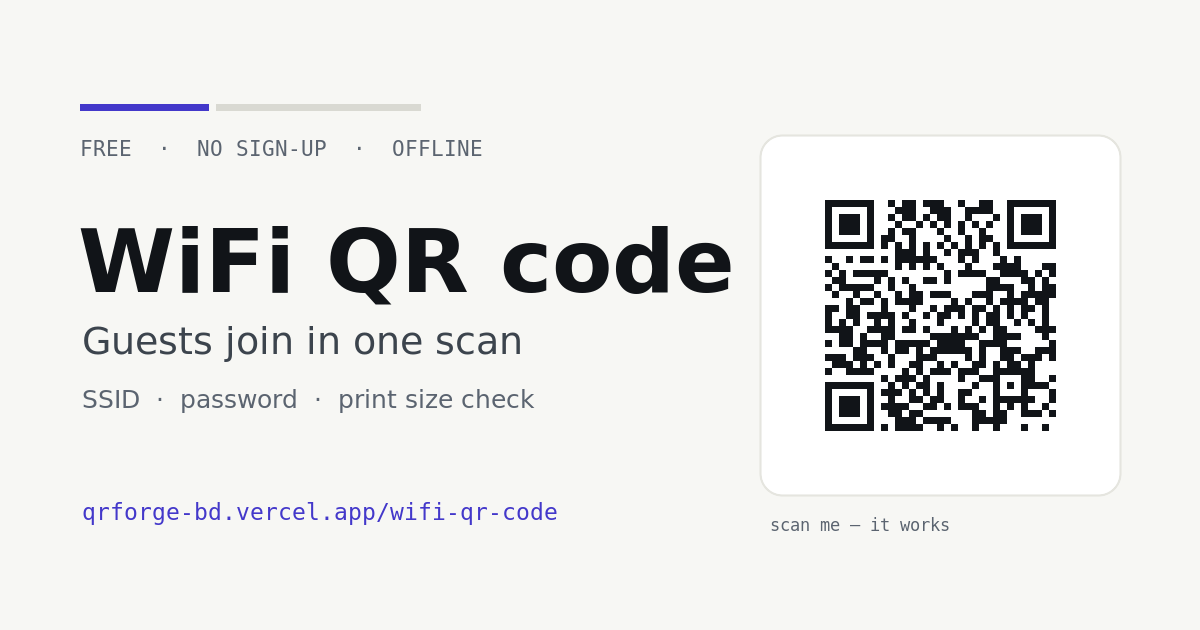 FREE · NO SIGN-UP · OFFLINE
WiFi QR code
Guests join in one scan
SSID · password · print size check
qrforge-bd.vercel.app/wifi-qr-code
scan me — it works